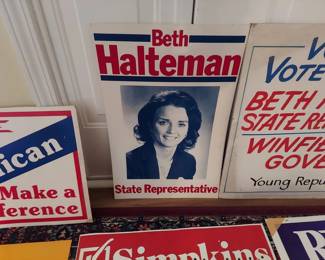 Beth
Halteman
State Representative
VOTE
BETH
STATE RE
WINFIE
GOVE
Young Repu
ican
Make a
ference
Simpkins